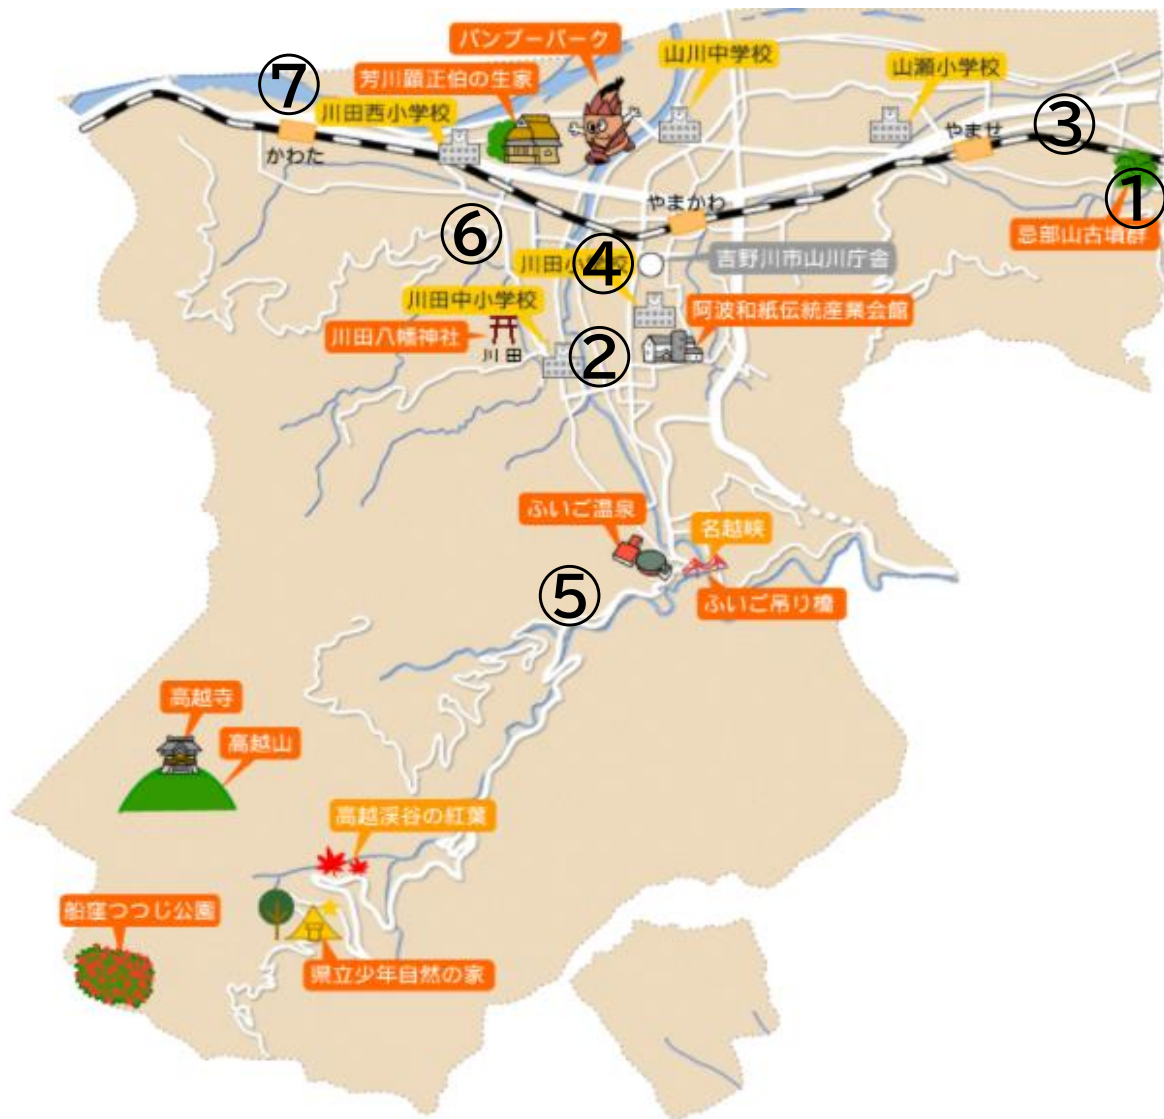 バンブーパーク
山川中学校
山瀬小学校
芳川顕正伯の生家
⑦
川田西小学校
かわた
やませ
③
①
忌部山古墳群
やまかわ
⑥
川田小学校
④
吉野川市山川庁舎
川田中小学校
阿波和紙伝統産業会館
川田八幡神社
川田
②
ふいご温泉
名越峡
⑤
ふいご吊り橋
高越寺
高越山
高越渓谷の紅葉
船窪つつじ公園
県立少年自然の家